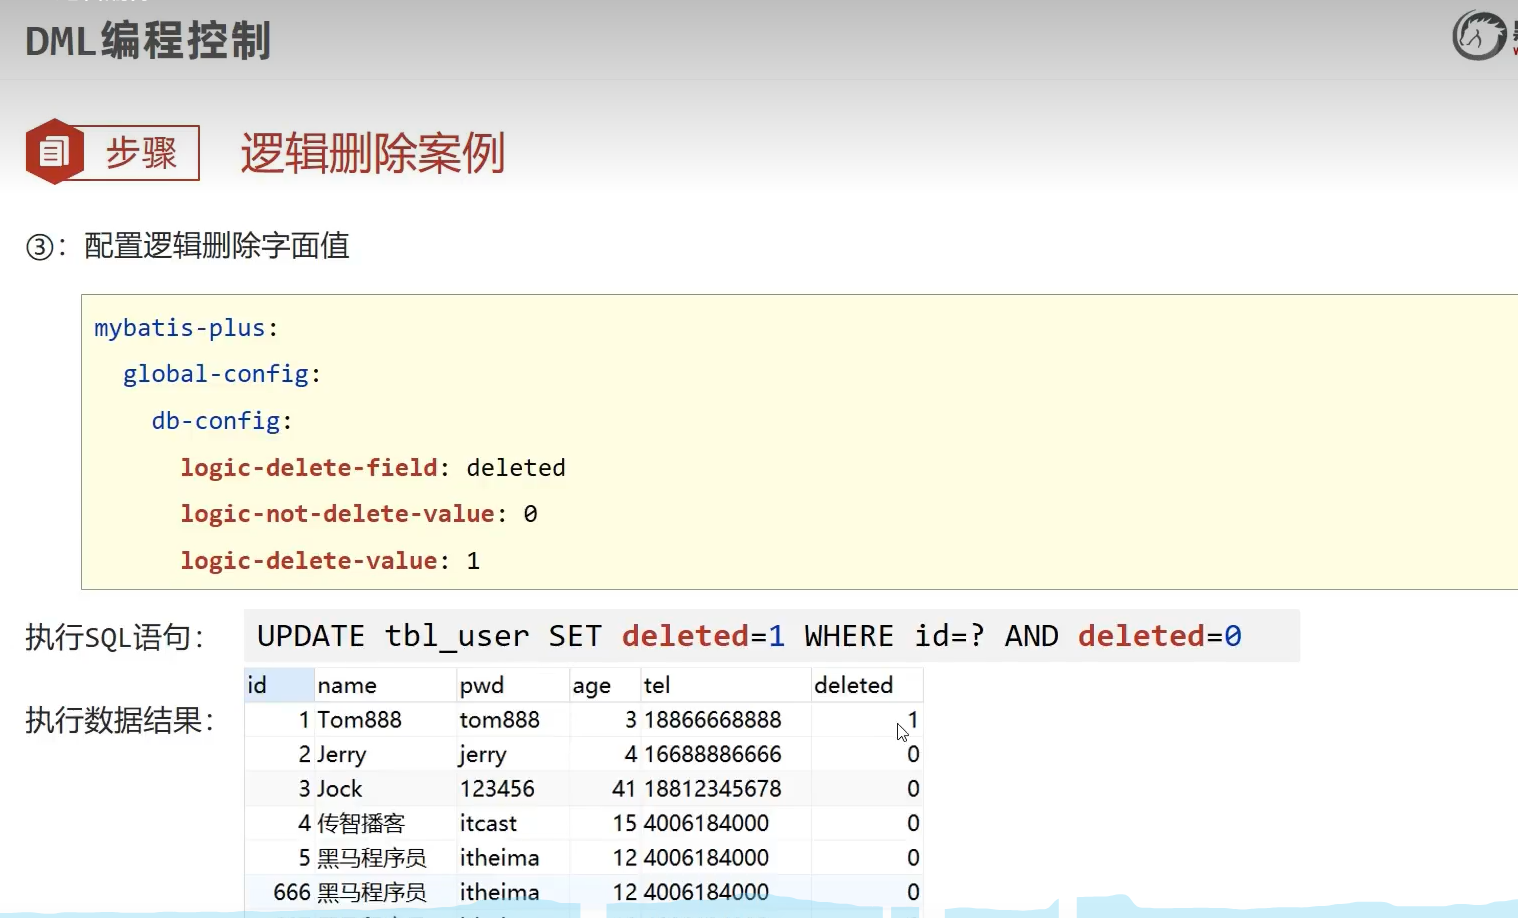 DML编程控制
步骤
逻辑删除案例
③：配置逻辑删除字面值
mybatis-plus:
global-config:
db-config:
logic-delete-field: deleted
logic-not-delete-value: 0
logic-delete-value: 1
执行SQL语句：
UPDATE tbl_user SET deleted=1 WHERE id=? AND deleted=0
执行数据结果：
id name pwd age tel deleted
1 Tom888 tom888 3 18866668888 1
2 Jerry jerry 4 16688886666 0
3 Jock 123456 41 18812345678 0
4 传智播客 itcast 15 4006184000 0
5 黑马程序员 itheima 12 4006184000 0
666 黑马程序员 itheima 12 4006184000 0